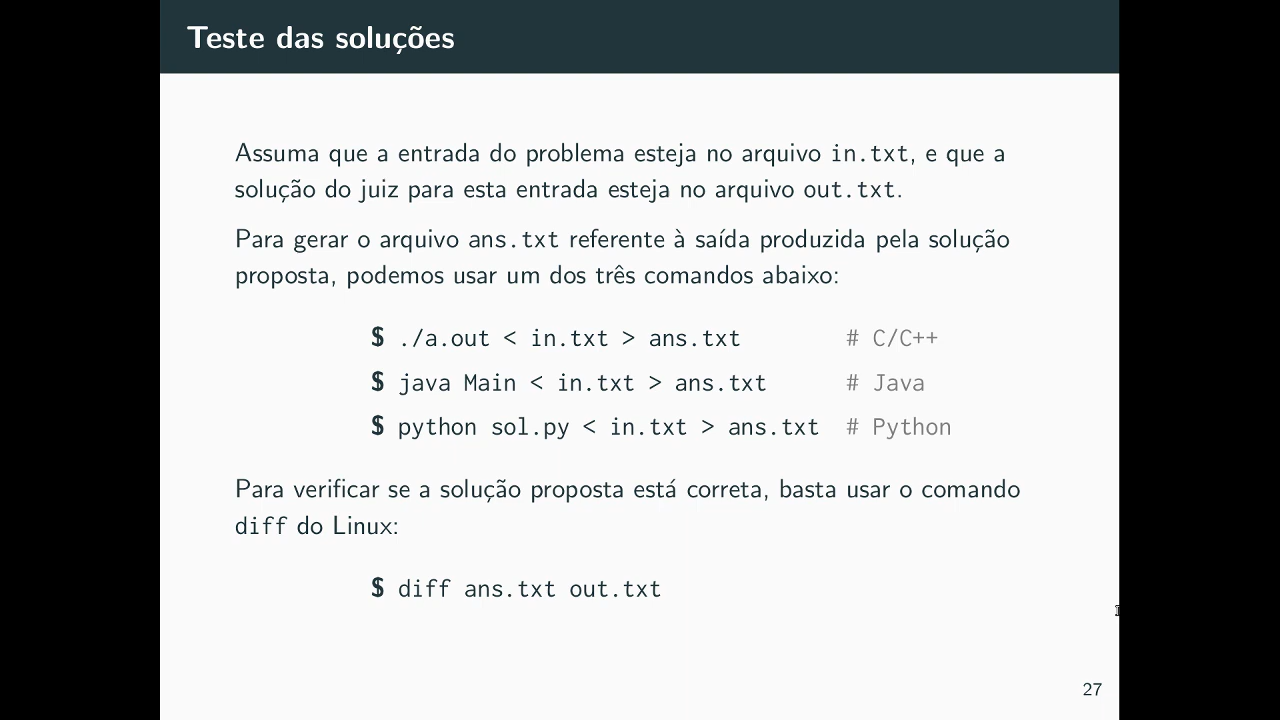 Teste das soluções
Assuma que a entrada do problema esteja no arquivo in.txt, e que a
solução do juiz para esta entrada esteja no arquivo out.txt.
Para gerar o arquivo ans.txt referente à saída produzida pela solução
proposta, podemos usar um dos três comandos abaixo:
$ ./a.out < in.txt > ans.txt # C/C++
$ java Main < in.txt > ans.txt # Java
$ python sol.py < in.txt > ans.txt # Python
Para verificar se a solução proposta está correta, basta usar o comando
diff do Linux:
$ diff ans.txt out.txt
27